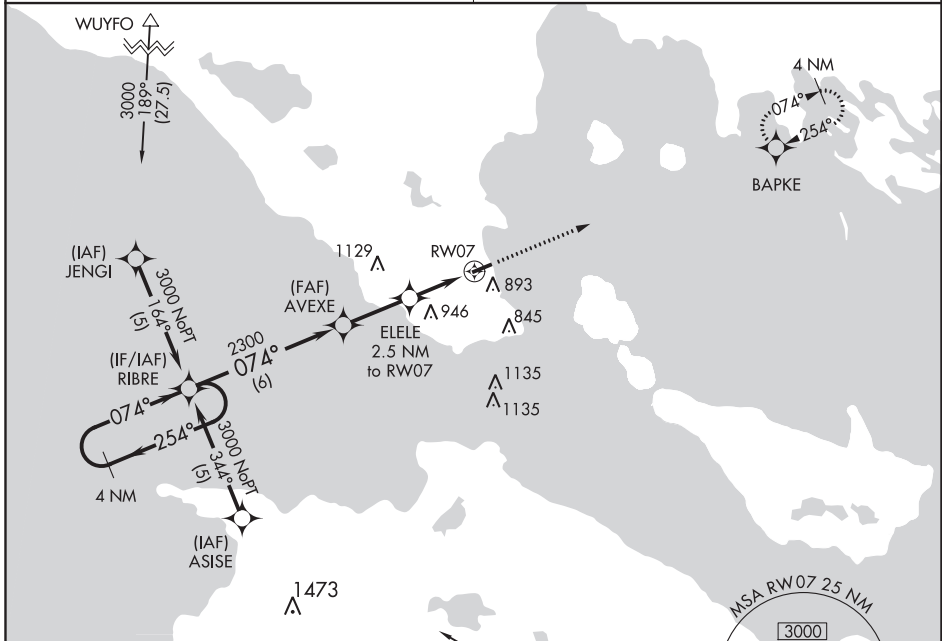 WUYFO
3000
189°
(27.5)
4 NM
074°
254°
BAPKE
(IAF)
JENGI
3000 NoPT
164°
(5)
1129
RW07
893
(FAF)
AVEXE
946
845
ELELE
2.5 NM
to RW07
2300
074°
(6)
(IF/IAF)
RIBRE
1135
1135
074°
254°
4 NM
3000 NoPT
344°
(5)
(IAF)
ASISE
1473
MSA RW07 25 NM
3000